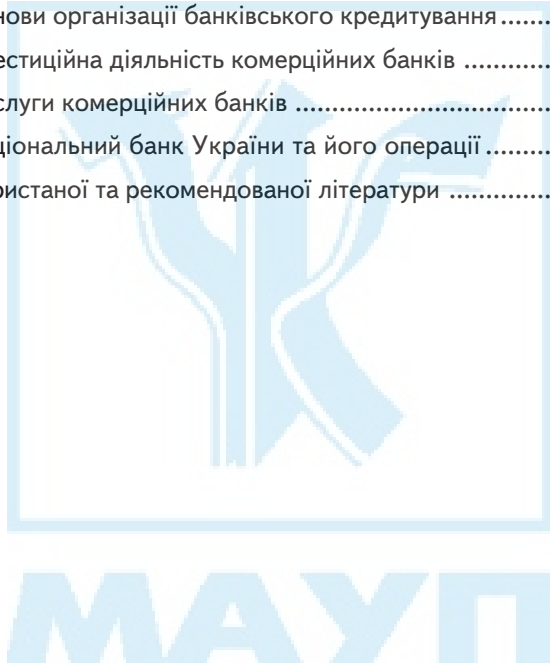 нови організації банківського кредитування.......
естиційна діяльність комерційних банків ............
слуги комерційних банків ...................................
ціональний банк України та його операції.........
ристаної та рекомендованої літератури ..............
МАУП